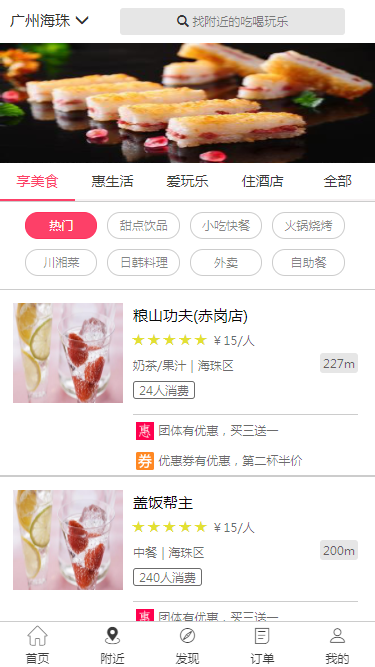 广州海珠
找附近的吃喝玩乐
享美食 惠生活 爱玩乐 住酒店 全部
热门 甜点饮品 小吃快餐 火锅烧烤
川湘菜 日韩料理 外卖 自助餐
粮山功夫(赤岗店)
￥15/人
奶茶/果汁 | 海珠区 227m
24人消费
惠 团体有优惠，买三送一
券 优惠券有优惠，第二杯半价
盖饭帮主
￥15/人
中餐 | 海珠区 200m
240人消费
惠 团体有优惠，买三送一
首页 附近 发现 订单 我的